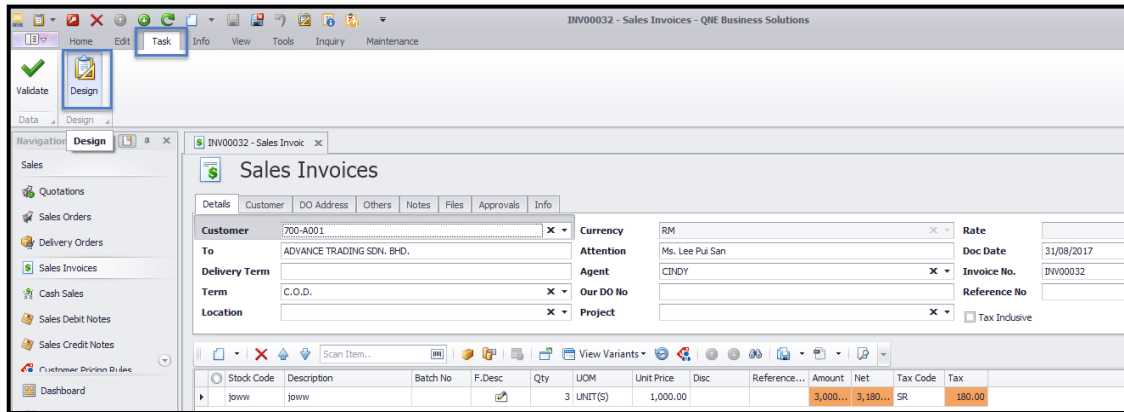 INV00032 - Sales Invoices - QNE Business Solutions
Home Edit Task Info View Tools Inquiry Maintenance
Validate Design
Data Design
Navigation Design
INV00032 - Sales Invoic
Sales
Sales Invoices
Quotations
Sales Orders
Delivery Orders
Sales Invoices
Cash Sales
Sales Debit Notes
Sales Credit Notes
Customer Pricing Rules
Dashboard
Details Customer DO Address Others Notes Files Approvals Info
Customer 700-A001 Currency RM Rate
To ADVANCE TRADING SDN. BHD. Attention Ms. Lee Pui San Doc Date 31/08/2017
Delivery Term Agent CINDY Invoice No. INV00032
Term C.O.D. Our DO No Reference No
Location Project Tax Inclusive
Scan Item.. View Variants
Stock Code Description Batch No F.Desc Qty UOM Unit Price Disc Reference... Amount Net Tax Code Tax
joww joww 3 UNIT(S) 1,000.00 3,000... 3,180... SR 180.00